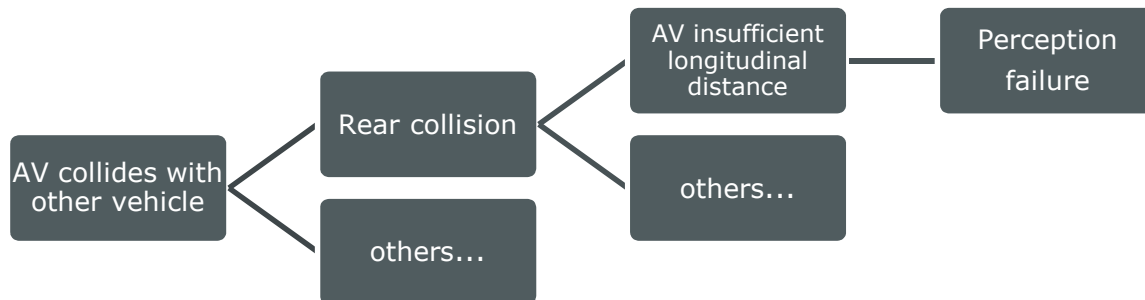 AV collides with
other vehicle
Rear collision
others...
AV insufficient
longitudinal
distance
others...
Perception
failure